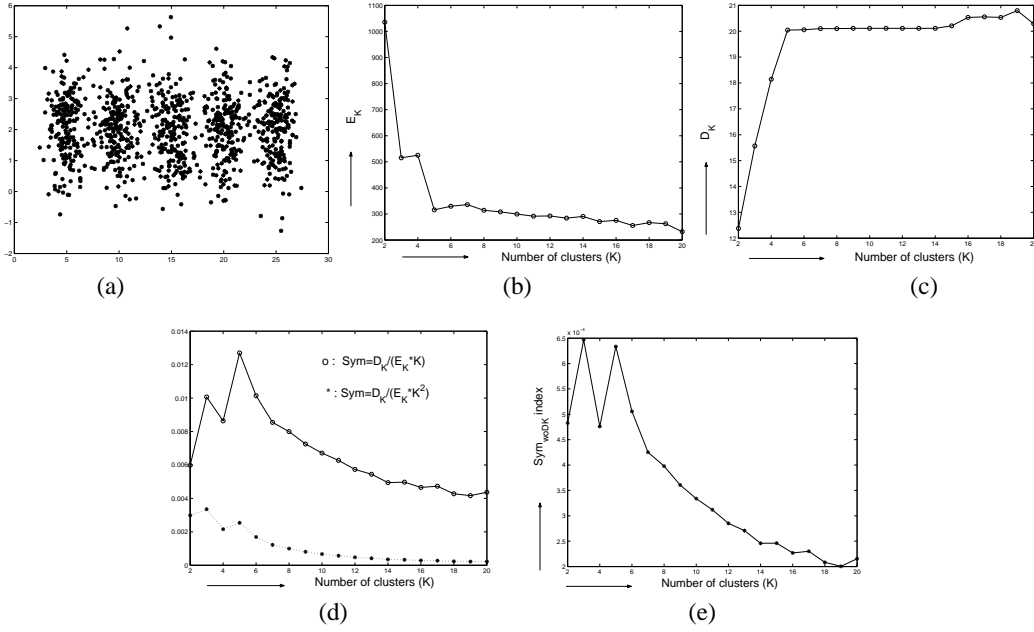 6
5
4
3
2
1
0
−1
−2
0 5 10 15 20 25 30
(a)
1100
1000
900
800
700
600
500
400
300
200
E_K
2 4 6 8 10 12 14 16 18 20
Number of clusters (K)
(b)
21
20
19
18
17
16
15
14
13
12
D_K
2 4 6 8 10 12 14 16 18 20
Number of clusters (K)
(c)
0.014
0.012
0.01
0.008
0.006
0.004
0.002
0
o : Sym=D_K/(E_K*K)
* : Sym=D_K/(E_K*K^2)
2 4 6 8 10 12 14 16 18 20
Number of clusters (K)
(d)
x 10^-4
6.5
6
5.5
5
4.5
4
3.5
3
2.5
2
Sym_woDK index
2 4 6 8 10 12 14 16 18 20
Number of clusters (K)
(e)